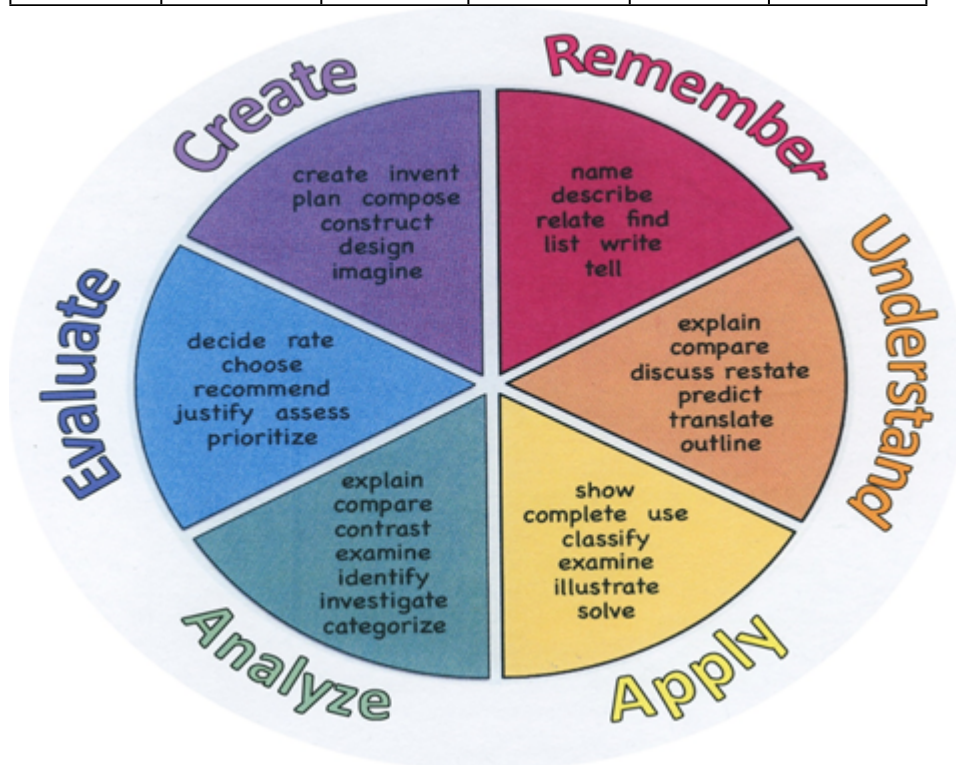 Remember
name
describe
relate find
list write
tell
Understand
explain
compare
discuss restate
predict
translate
outline
Apply
show
complete use
classify
examine
illustrate
solve
Analyze
explain
compare
contrast
examine
identify
investigate
categorize
Evaluate
decide rate
choose
recommend
justify assess
prioritize
Create
create invent
plan compose
construct
design
imagine